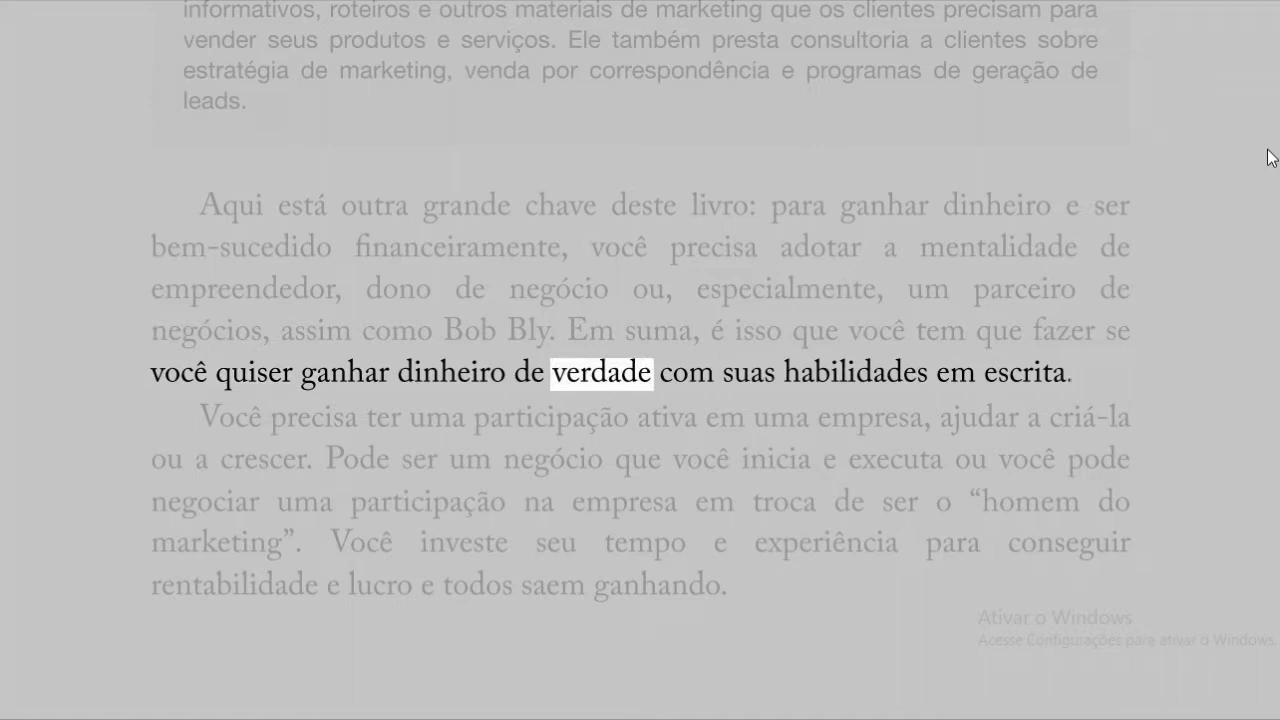 informativos, roteiros e outros materiais de marketing que os clientes precisam para
vender seus produtos e serviços. Ele também presta consultoria a clientes sobre
estratégia de marketing, venda por correspondência e programas de geração de
leads.
Aqui está outra grande chave deste livro: para ganhar dinheiro e ser
bem-sucedido financeiramente, você precisa adotar a mentalidade de
empreendedor, dono de negócio ou, especialmente, um parceiro de
negócios, assim como Bob Bly. Em suma, é isso que você tem que fazer se
você quiser ganhar dinheiro de verdade com suas habilidades em escrita.
Você precisa ter uma participação ativa em uma empresa, ajudar a criá-la
ou a crescer. Pode ser um negócio que você inicia e executa ou você pode
negociar uma participação na empresa em troca de ser o “homem do
marketing”. Você investe seu tempo e experiência para conseguir
rentabilidade e lucro e todos saem ganhando.
Ativar o Windows
Acesse Configurações para ativar o Windows.